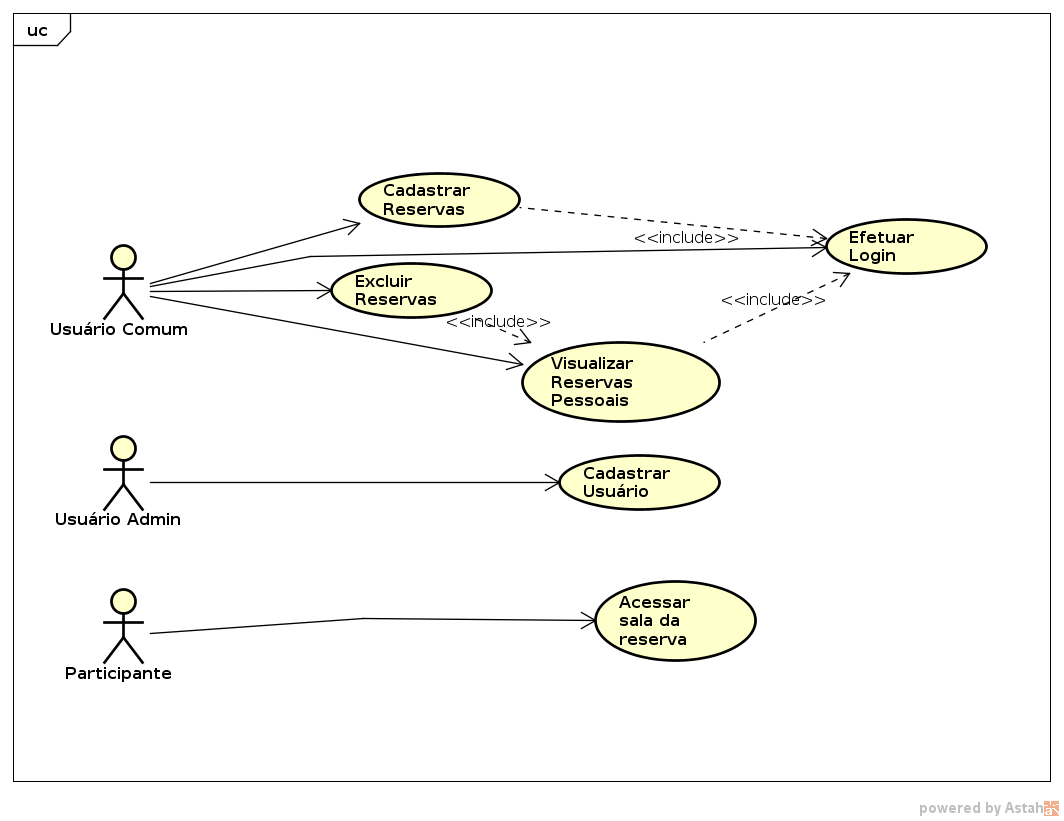 uc
Cadastrar
Reservas
<<include>>
Efetuar
Login
Excluir
Reservas
<<include>>
<<include>>
Usuário Comum
Visualizar
Reservas
Pessoais
Cadastrar
Usuário
Usuário Admin
Acessar
sala da
reserva
Participante
powered by Astah